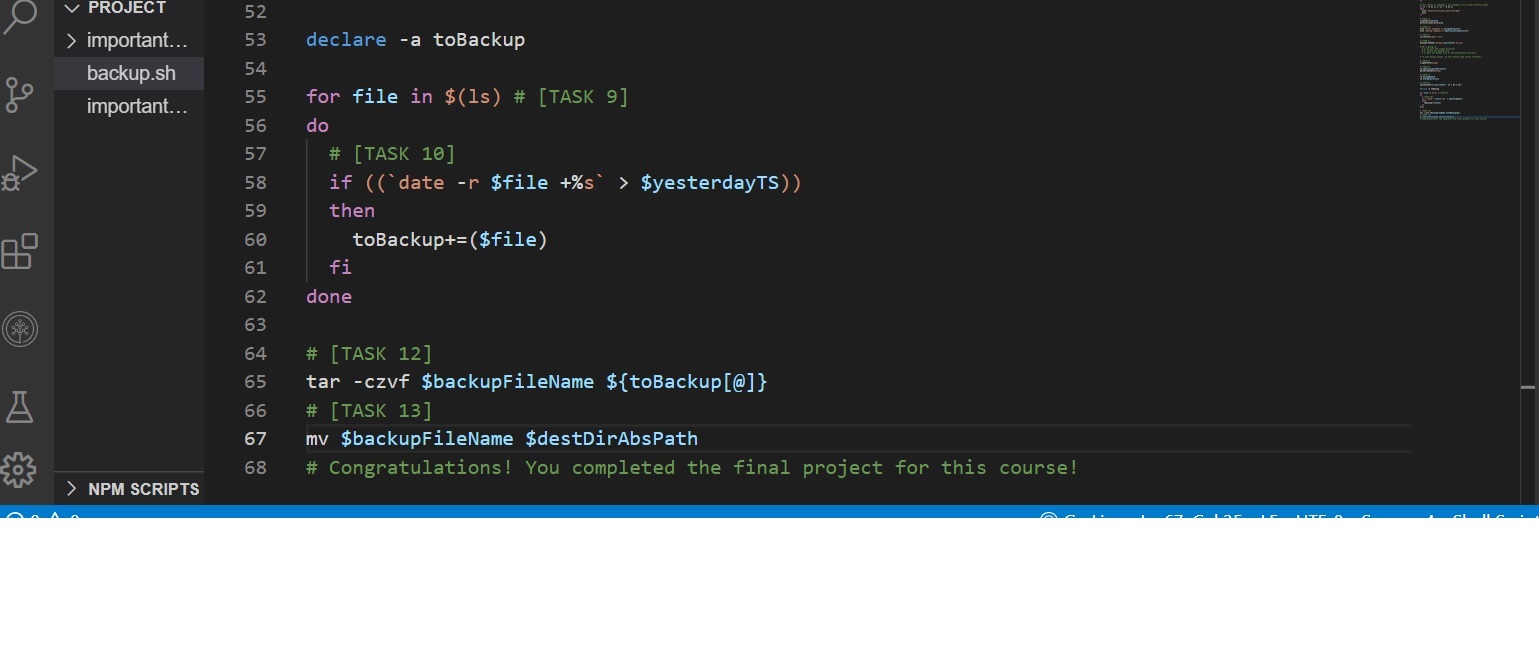 PROJECT
important...
backup.sh
important...
NPM SCRIPTS
52
53 declare -a toBackup
54
55 for file in $(ls) # [TASK 9]
56 do
57 # [TASK 10]
58 if ((`date -r $file +%s` > $yesterdayTS))
59 then
60 toBackup+=($file)
61 fi
62 done
63
64 # [TASK 12]
65 tar -czvf $backupFileName ${toBackup[@]}
66 # [TASK 13]
67 mv $backupFileName $destDirAbsPath
68 # Congratulations! You completed the final project for this course!